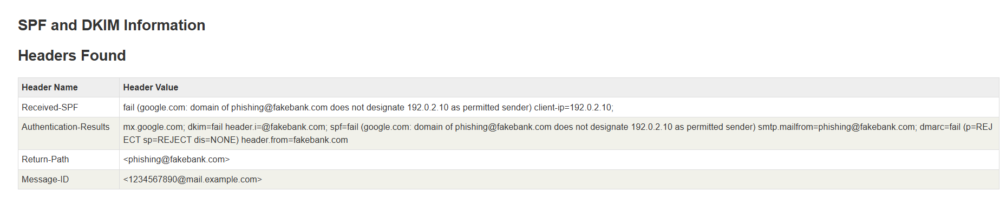 SPF and DKIM Information
Headers Found
Header Name Header Value
Received-SPF fail (google.com: domain of phishing@fakebank.com does not designate 192.0.2.10 as permitted sender) client-ip=192.0.2.10;
Authentication-Results mx.google.com; dkim=fail header.i=@fakebank.com; spf=fail (google.com: domain of phishing@fakebank.com does not designate 192.0.2.10 as permitted sender) smtp.mailfrom=phishing@fakebank.com; dmarc=fail (p=REJ
ECT sp=REJECT dis=NONE) header.from=fakebank.com
Return-Path <phishing@fakebank.com>
Message-ID <1234567890@mail.example.com>